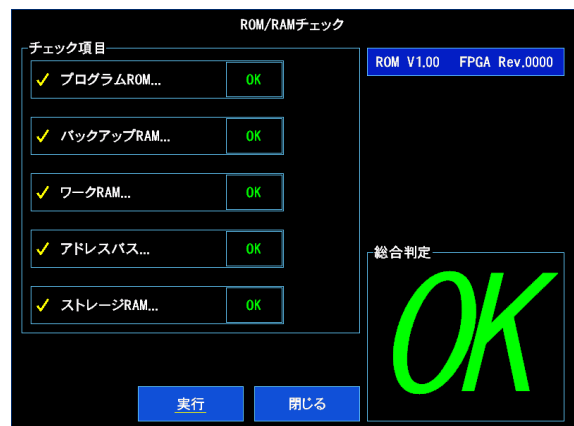 ROM/RAMチェック
チェック項目
ROM V1.00 FPGA Rev.0000
プログラムROM... OK
バックアップRAM... OK
ワークRAM... OK
アドレスバス... OK
ストレージRAM... OK
総合判定
OK
実行 閉じる